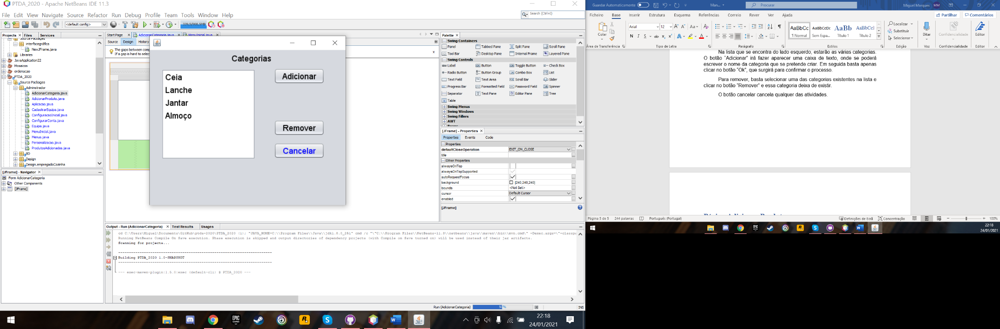 PTDA_2020 - Apache NetBeans IDE 11.3
File Edit View Navigate Source Refactor Run Debug Profile Team Tools Window Help
Search (Ctrl+I)
<default config>
339,5/908,5MB
Projects Files Services
Source Packages
interfacegráfica
NewJFrame.java
Libraries
JavaApplication22
Mosaicos
ordenacao
PTDA_2020
Source Packages
Adminstrador
AdicionarCategoria.java
AdicionarProduto.java
Aplicacao.java
CadastrarEquipa.java
ConfiguracaoInicial.java
ConfigurarConta.java
Equipa.java
MenuInicial.java
Menus.java
Personalizacao.java
ProdutosAdicionados.java
BD
Design
Design.empregadoCozinha
[JFrame] - Navigator
Form AdicionarCategoria
Other Components
[JFrame]
Start Page AdicionarCategoria.java MenuInicial.java
Source Design History
The gaps between comp
If a gap is hard to selec
Categorias
Ceia
Lanche
Jantar
Almoço
Adicionar
Remover
Cancelar
Palette
Swing Containers
Panel Tabbed Pane Split Pane Scroll Pane
Tool Bar Desktop Pane Internal Frame Layered Pane
Swing Controls
Label Button Toggle Button Check Box
Radio Button Button Group Combo Box List
Text Field Text Area Scroll Bar Slider
Progress Bar Formatted Field Password Field Spinner
Separator Text Pane Editor Pane Tree
Table
Swing Menus
Swing Windows
Swing Fillers
AWT
[JFrame] - Properties
Properties Events Code
Properties
defaultCloseOperation EXIT_ON_CLOSE
title
Other Properties
alwaysOnTop
alwaysOnTopSupported
autoRequestFocus
background [240,240,240]
bounds <Not Set>
cursor Default Cursor
enabled
[JFrame]
Output - Run (AdicionarCategoria) Test Results Usages
cd C:\Users\Miguel\Documents\GitHub\ptda-2020\PTDA_2020 (1); "JAVA_HOME=C:\\Program Files\\Java\\jdk1.8.0_251" cmd /c "\"C:\\Program Files\\NetBeans-11.3\\netbeans\\java\\maven\\bin\\mvn.cmd\" -Dexec.args=\"-classpa
Running NetBeans Compile On Save execution. Phase execution is skipped and output directories of dependency projects (with Compile on Save turned on) will be used instead of their jar artifacts.
Scanning for projects...
Building PTDA_2020 1.0-SNAPSHOT
--- exec-maven-plugin:1.5.0:exec (default-cli) @ PTDA_2020 ---
Run (AdicionarCategoria) 50% INS
22:18
24/01/2021
Guardar Automaticamente Man... Procurar Miguel Marques MM
Ficheiro Base Inserir Estrutura Esquema Referências Correio Rever Ver Ajuda Partilhar Comentários
Colar
Arial 12
N I S
AaBbCc AaBbCcDc AaBb AaBbCcl
¶ Normal Sem Espa... Título 1 Título 2
Localizar
Substituir
Selecionar
Ditar Confidencialidade Editor
Área de Transferência Tipo de Letra Parágrafo Estilos Edição Voz Confidencialidade Editor
Na lista que se encontra do lado esquerdo, estarão as várias categorias.
O botão "Adicionar" irá fazer aparecer uma caixa de texto, onde se poderá
escrever o nome da categoria que se pretende criar. Em seguida basta apenas
clicar no botão "Ok", que surgirá para confirmar o processo.
Para remover, basta selecionar uma das categorias existentes na lista e
clicar no botão "Remover" e essa categoria deixa de existir.
O botão cancelar cancela qualquer das atividades.
Página 5 de 5 244 palavras Português (Portugal) Definições de Ecrã Concentração 100%
22:18
24/01/2021